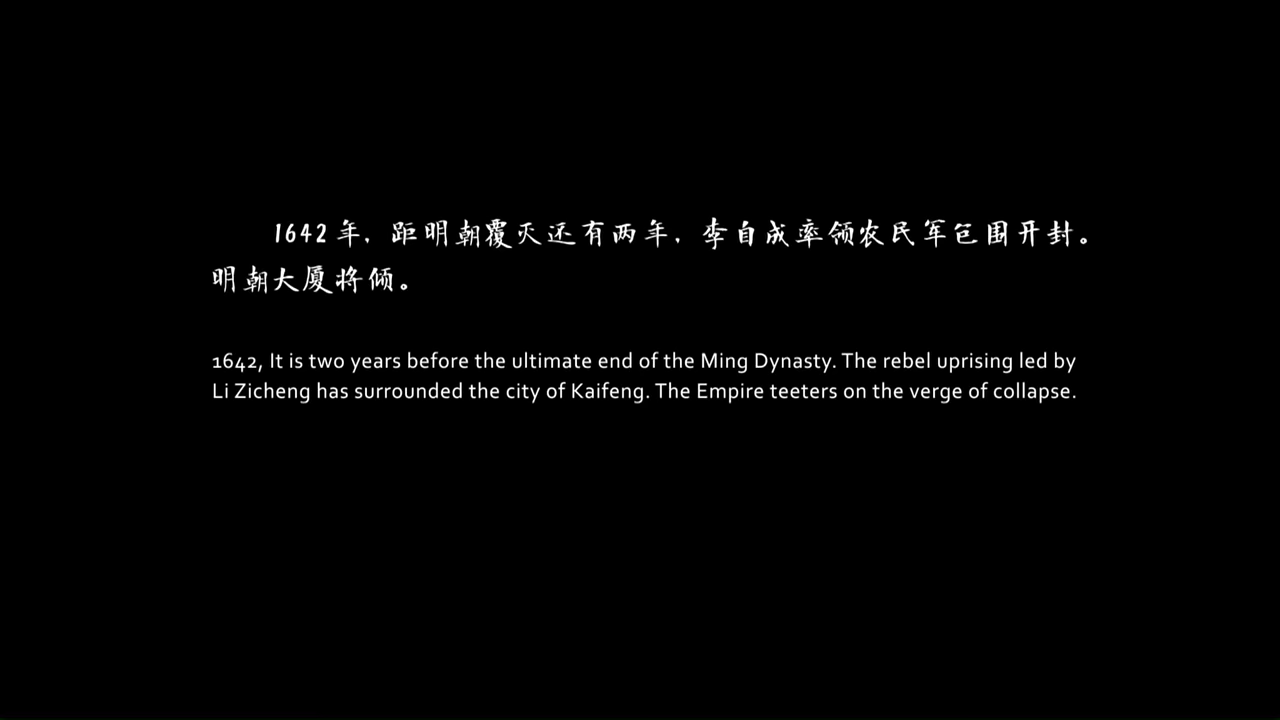 1642年，距明朝覆灭还有两年，李自成率领农民军包围开封。
明朝大厦将倾。
1642, It is two years before the ultimate end of the Ming Dynasty. The rebel uprising led by
Li Zicheng has surrounded the city of Kaifeng. The Empire teeters on the verge of collapse.